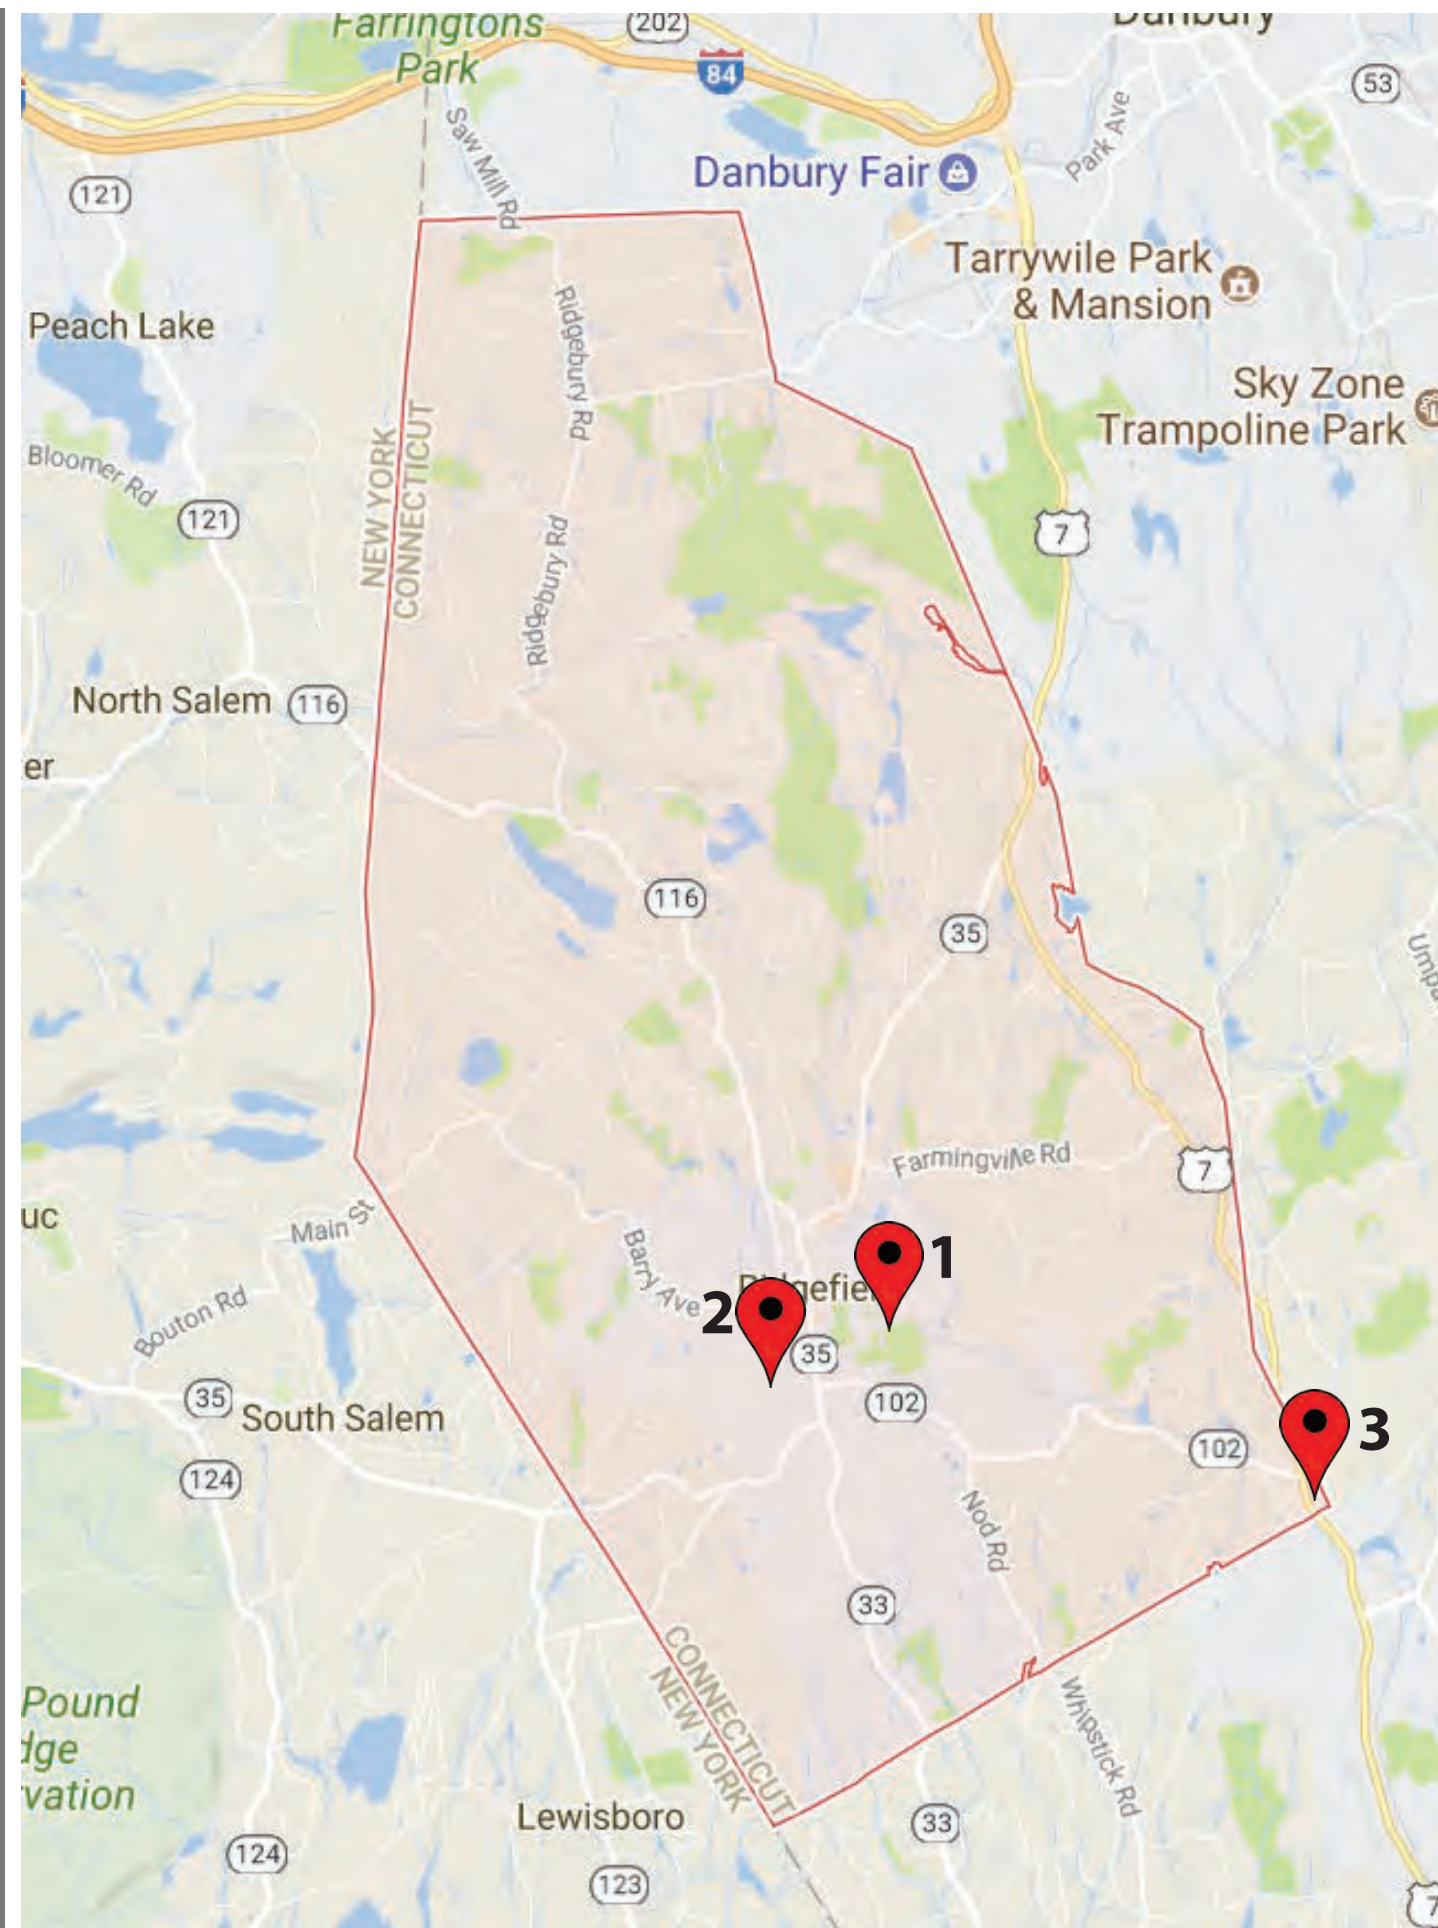 Farringtons
Park
202
84
Danbury
53
Saw Mill Rd
Park Ave
Danbury Fair
121
Tarrywile Park
& Mansion
Peach Lake
Ridgebury Rd
Sky Zone
Trampoline Park
NEW YORK
CONNECTICUT
Bloomer Rd
121
7
Ridgebury Rd
North Salem
116
er
116
35
Umpa
Farmingville Rd
7
uc
Main St
Barry Ave
1
Ridgefiel
2
Bouton Rd
35
35
102
South Salem
3
102
124
Nod Rd
33
CONNECTICUT
NEW YORK
Pound
dge
vation
Whipstick Rd
Lewisboro
33
124
123
7